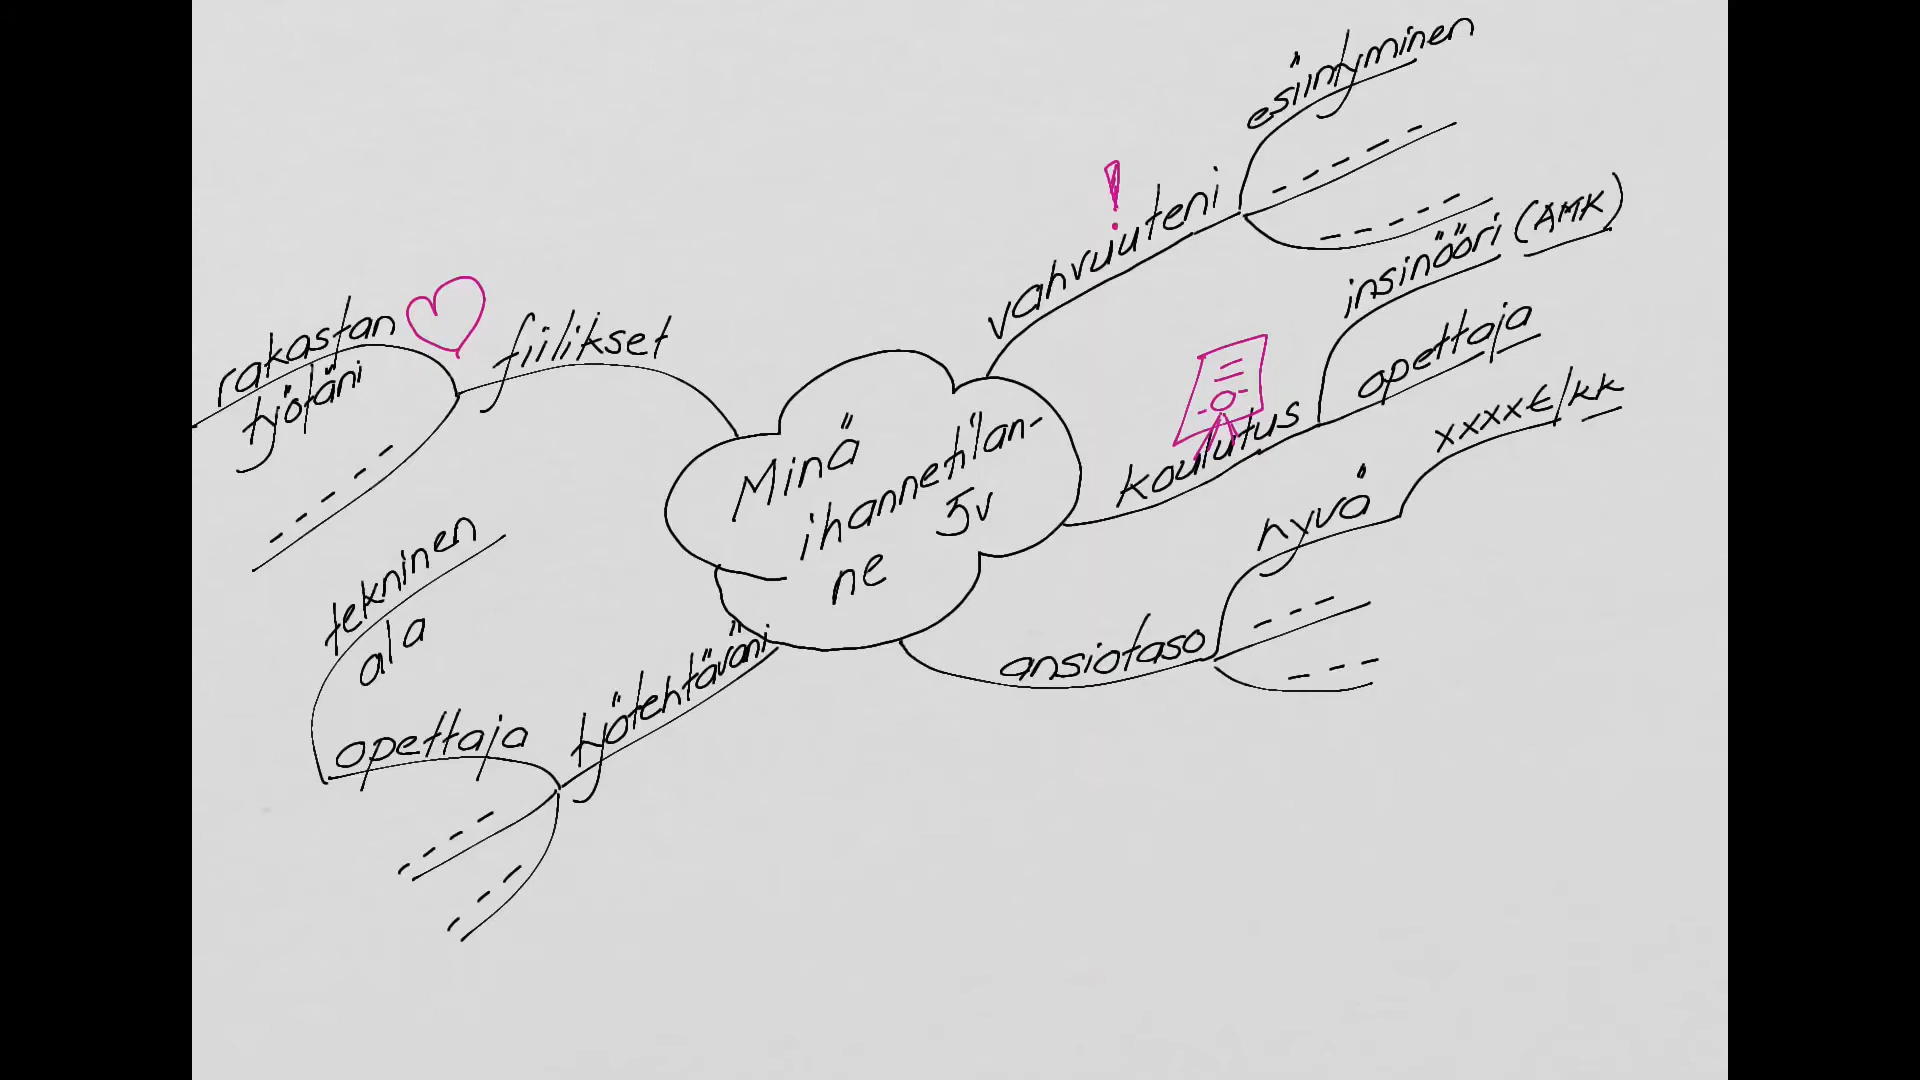 Minä
ihannetilan-
ne 5v
vahvuuteni
esiintyminen
koulutus
insinööri (AMK)
opettaja
ansiotaso
hyvä
xxxx€/kk
työtehtäväni
opettaja
tekninen
ala
fiilikset
rakastan
työtäni